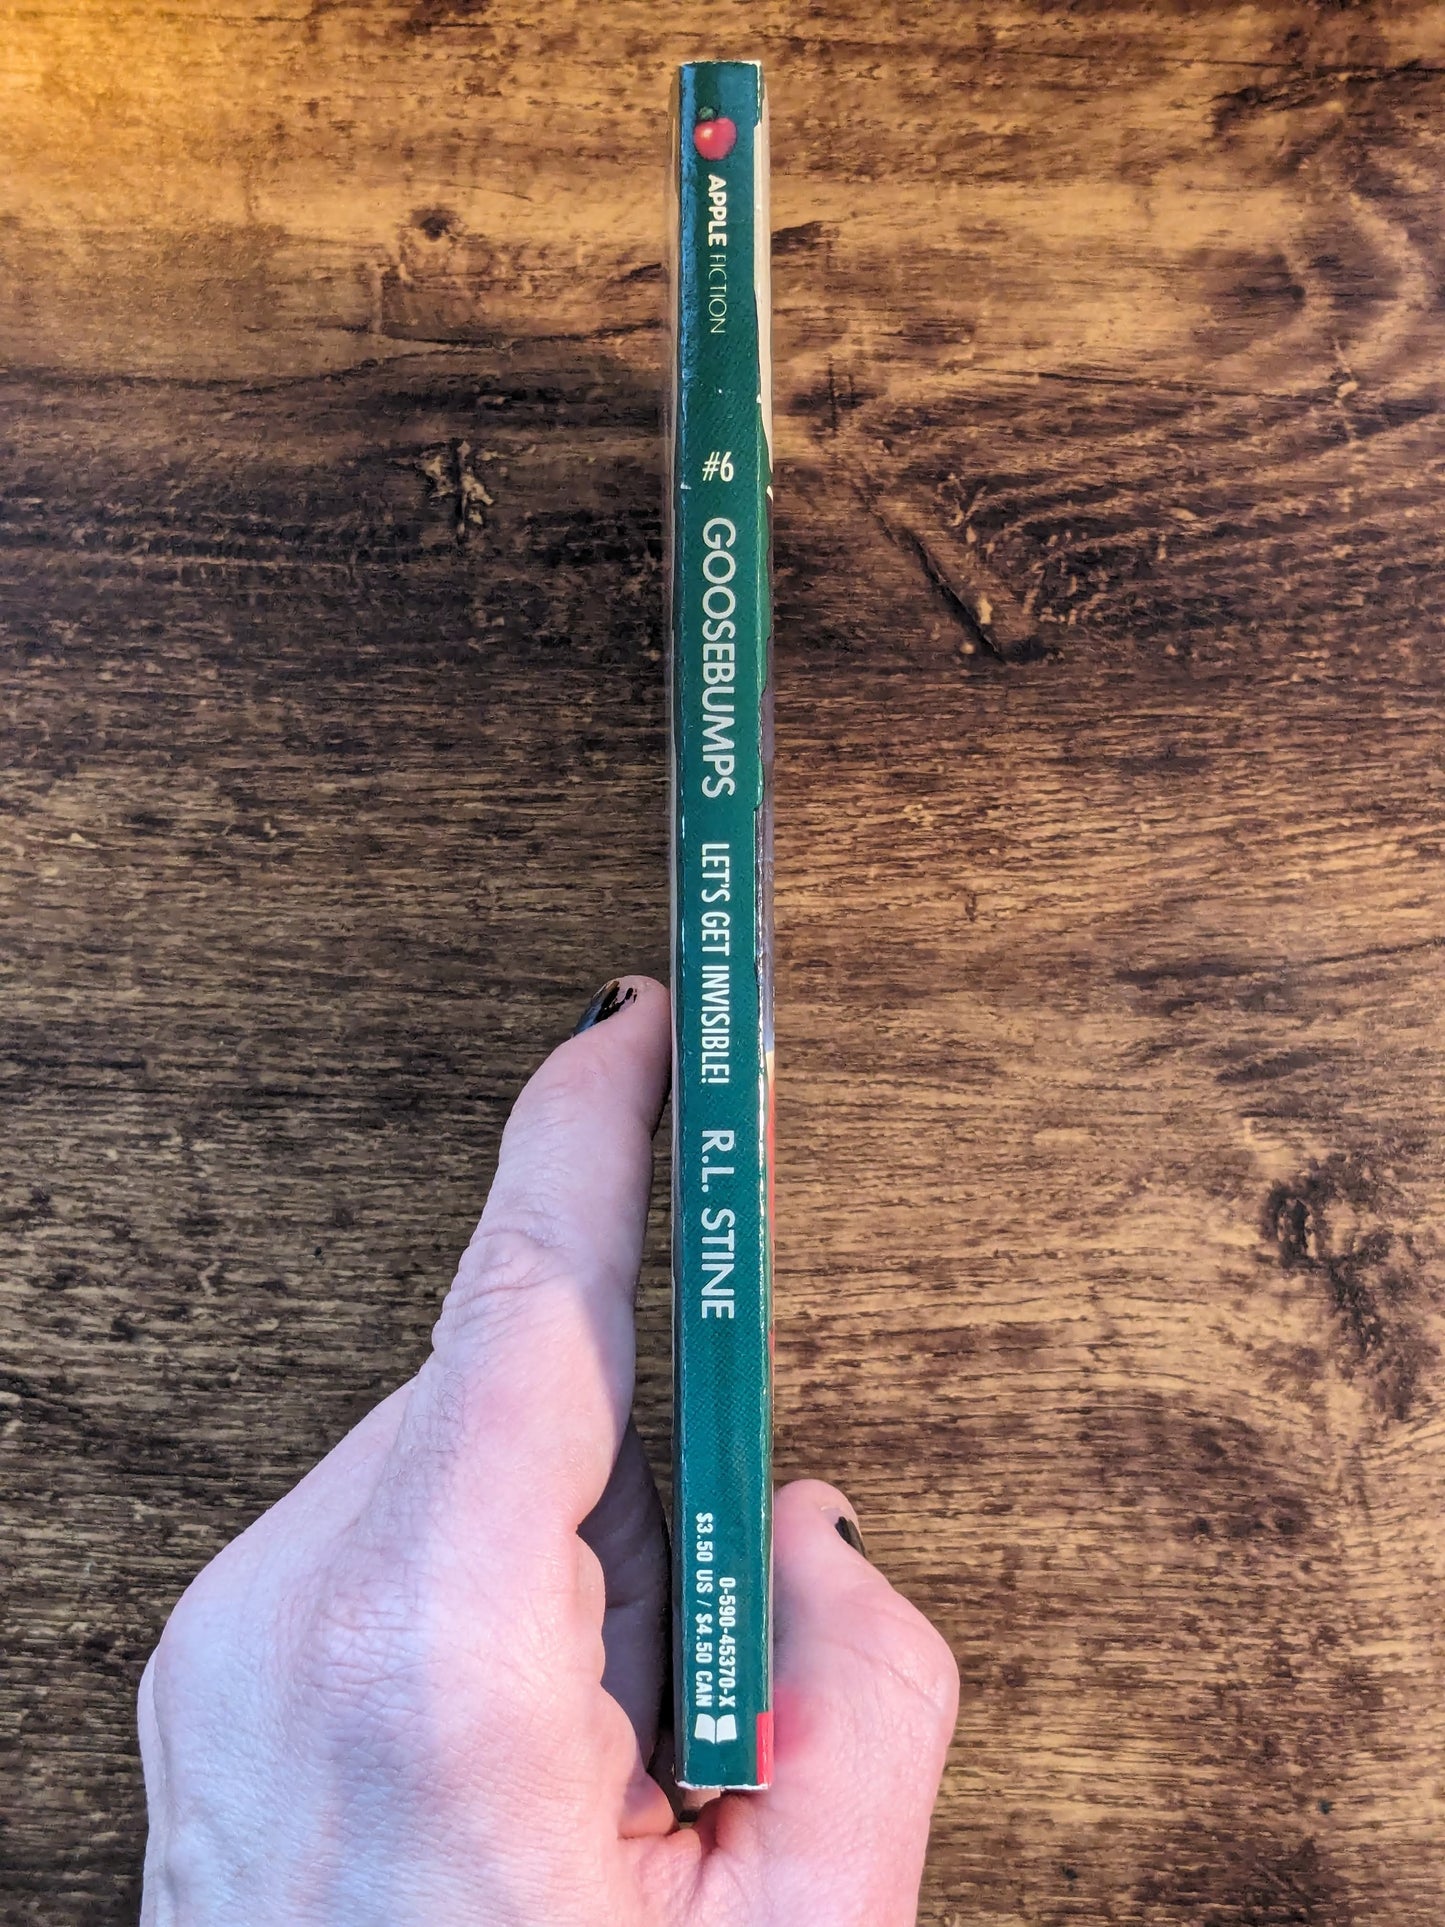 APPLE FICTION
#6 GOOSEBUMPS LET'S GET INVISIBLE! R.L. STINE
0-590-45370-X
$3.50 US / $4.50 CAN